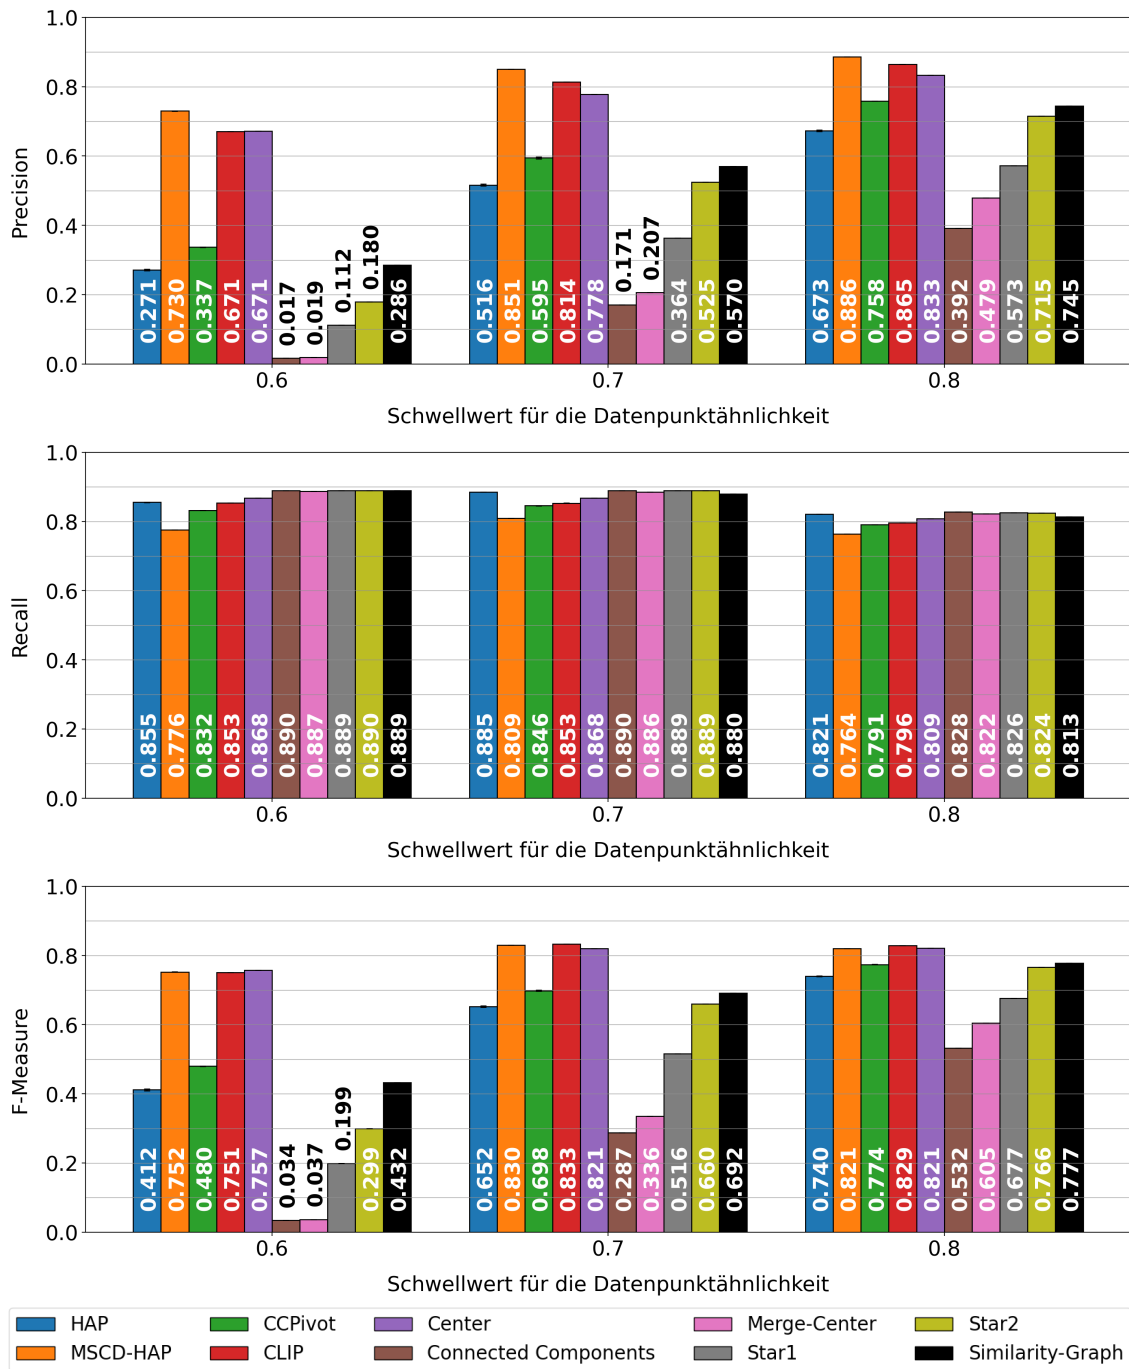 1.0
0.8
0.6
0.4
0.2
0.0
Precision
0.271 0.730 0.337 0.671 0.671 0.017 0.019 0.112 0.180 0.286
0.516 0.851 0.595 0.814 0.778 0.171 0.207 0.364 0.525 0.570
0.673 0.886 0.758 0.865 0.833 0.392 0.479 0.573 0.715 0.745
0.6 0.7 0.8
Schwellwert für die Datenpunktähnlichkeit
1.0
0.8
0.6
0.4
0.2
0.0
Recall
0.855 0.776 0.832 0.853 0.868 0.890 0.887 0.889 0.890 0.889
0.885 0.809 0.846 0.853 0.868 0.890 0.886 0.889 0.889 0.880
0.821 0.764 0.791 0.796 0.809 0.828 0.822 0.826 0.824 0.813
0.6 0.7 0.8
Schwellwert für die Datenpunktähnlichkeit
1.0
0.8
0.6
0.4
0.2
0.0
F-Measure
0.412 0.752 0.480 0.751 0.757 0.034 0.037 0.199 0.299 0.432
0.652 0.830 0.698 0.833 0.821 0.287 0.336 0.516 0.660 0.692
0.740 0.821 0.774 0.829 0.821 0.532 0.605 0.677 0.766 0.777
0.6 0.7 0.8
Schwellwert für die Datenpunktähnlichkeit
HAP CCPivot Center Merge-Center Star2
MSCD-HAP CLIP Connected Components Star1 Similarity-Graph